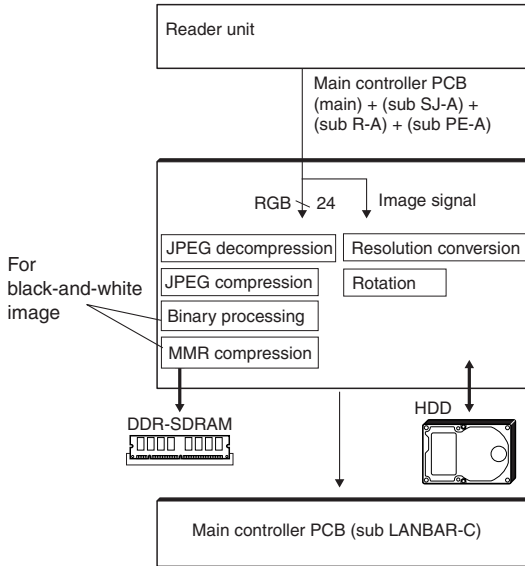 Reader unit
Main controller PCB
(main) + (sub SJ-A) +
(sub R-A) + (sub PE-A)
RGB 24
Image signal
JPEG decompression
Resolution conversion
JPEG compression
Rotation
For
black-and-white
image
Binary processing
MMR compression
DDR-SDRAM
HDD
Main controller PCB (sub LANBAR-C)